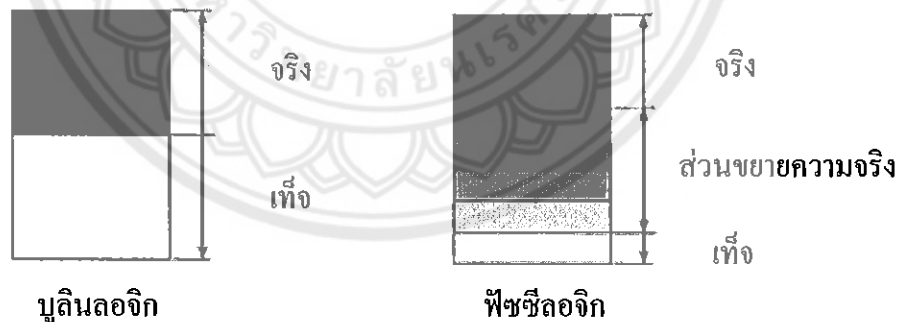 จริง
เท็จ
บูลีนลอจิก
จริง
ส่วนขยายความจริง
เท็จ
ฟัซซีลอจิก